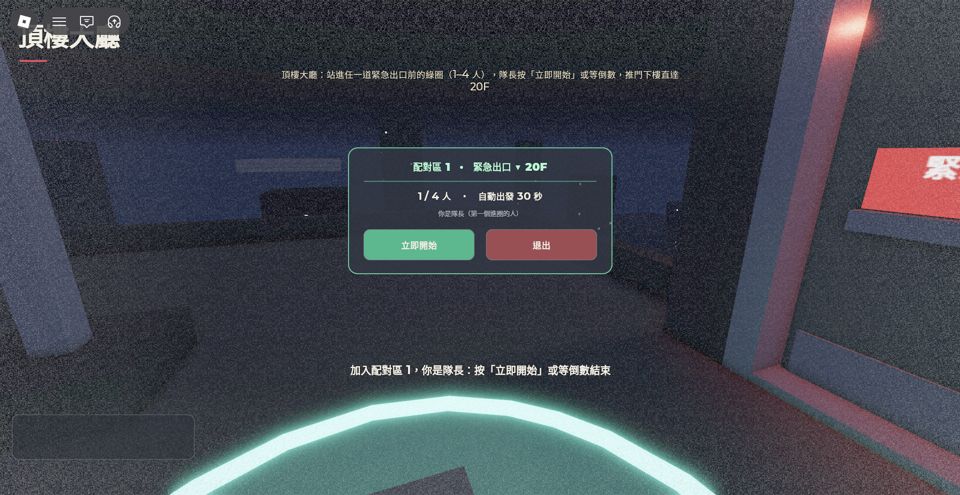 頂樓大廳
頂樓大廳：站進任一道緊急出口前的綠圈（1–4 人），隊長按「立即開始」或等倒數，推門下樓直達
20F
配對區 1 • 緊急出口 ▼ 20F
1 / 4 人 • 自動出發 30 秒
你是隊長（第一個進圈的人）
立即開始
退出
緊
加入配對區 1，你是隊長：按「立即開始」或等倒數結束